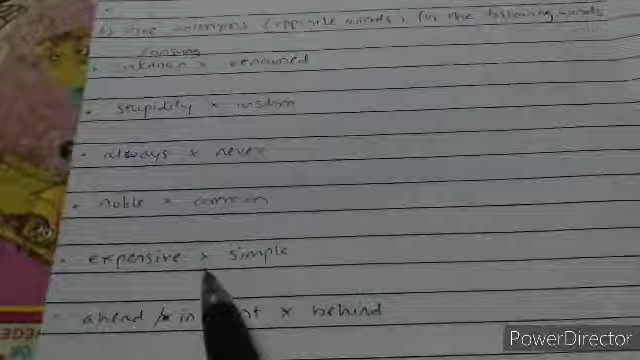 b) Give antonyms (opposite words) for the following words
unknown x renowned
stupidity x wisdom
always x never
noble x common
expensive x simple
ahead / in front x behind
PowerDirector